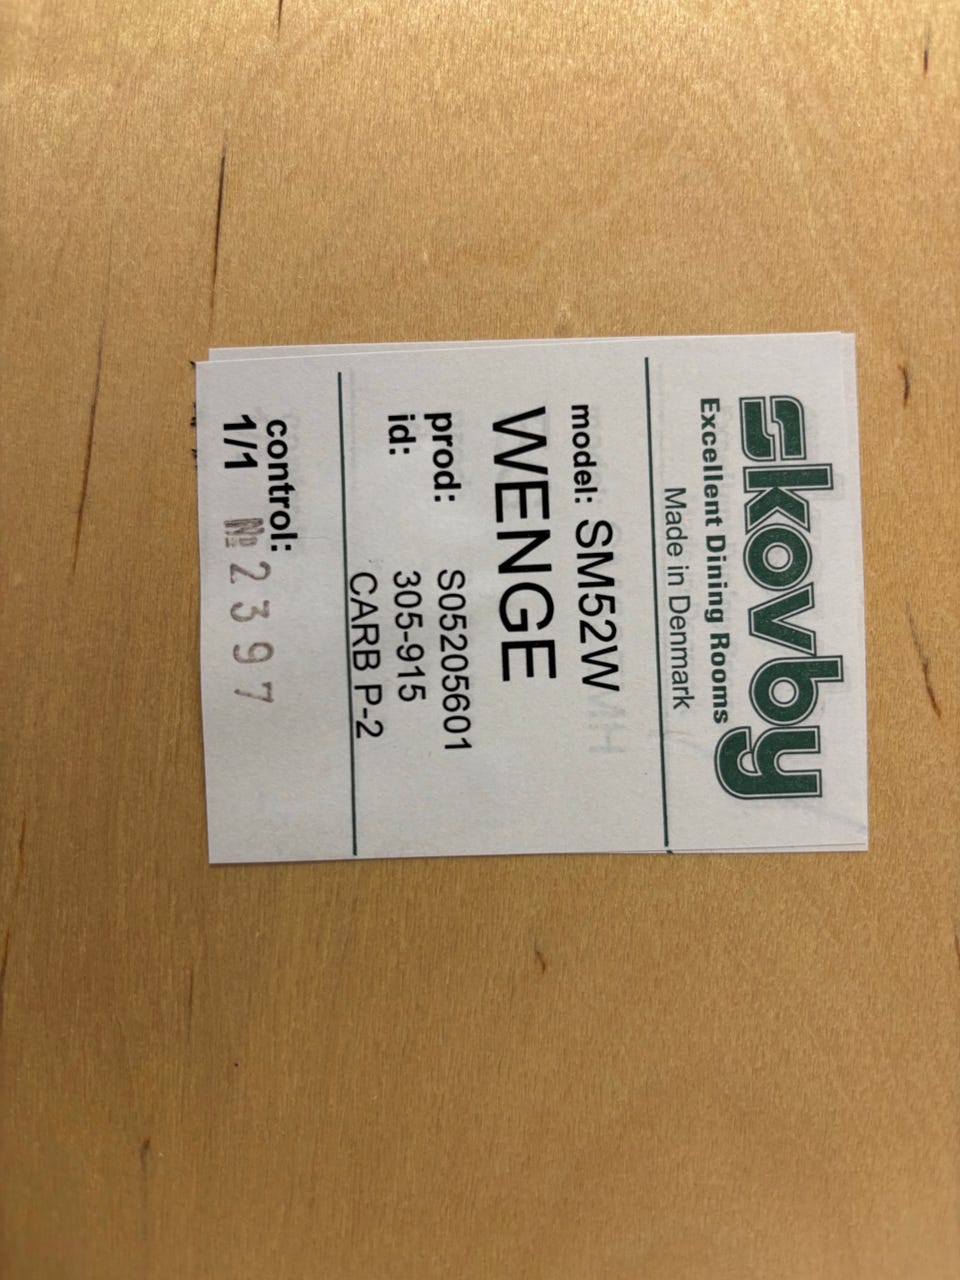 skovby
Excellent Dining Rooms
Made in Denmark
model: SM52W
WENGE
prod: S05205601
id: 305-915
CARB P-2
control:
1/1 № 2397